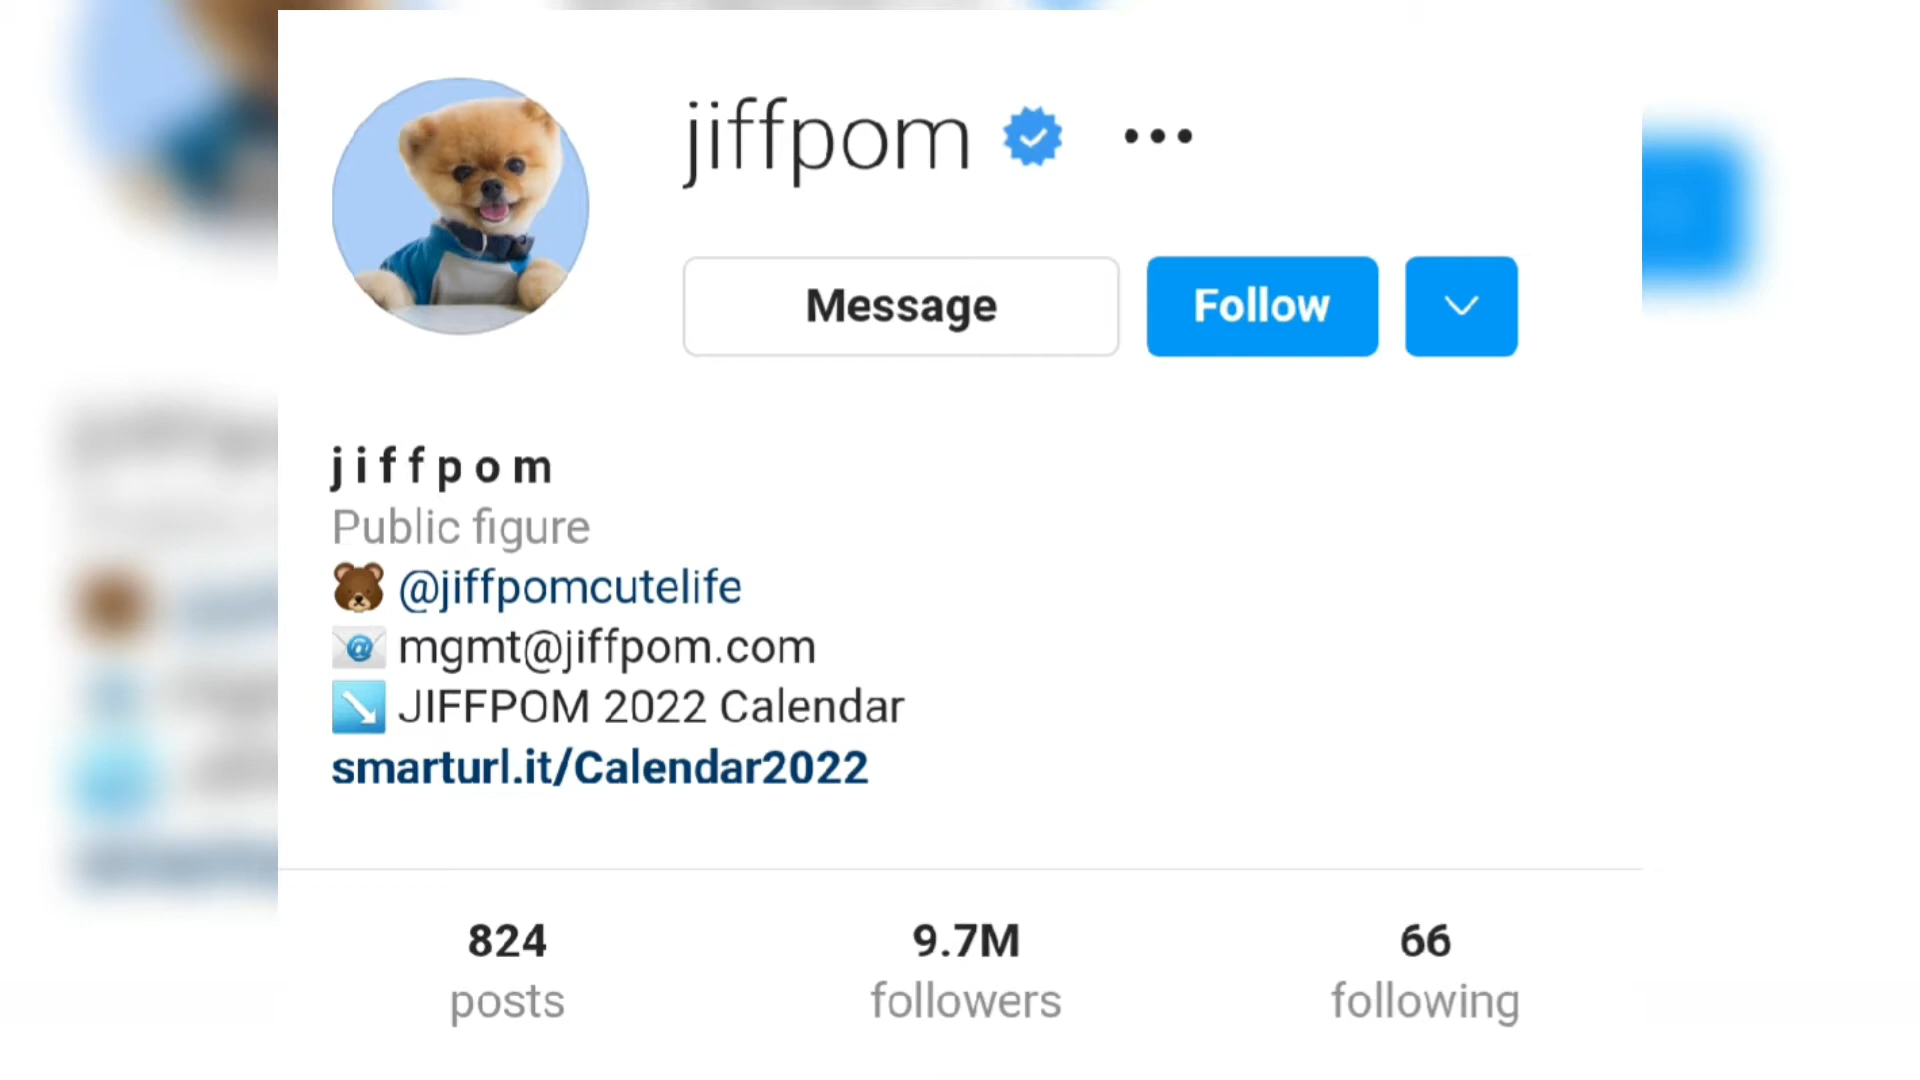 jiffpom
Message
Follow
j i f f p o m
Public figure
@jiffpomcutelife
mgmt@jiffpom.com
JIFFPOM 2022 Calendar
smarturl.it/Calendar2022
824
9.7M
66
posts
followers
following